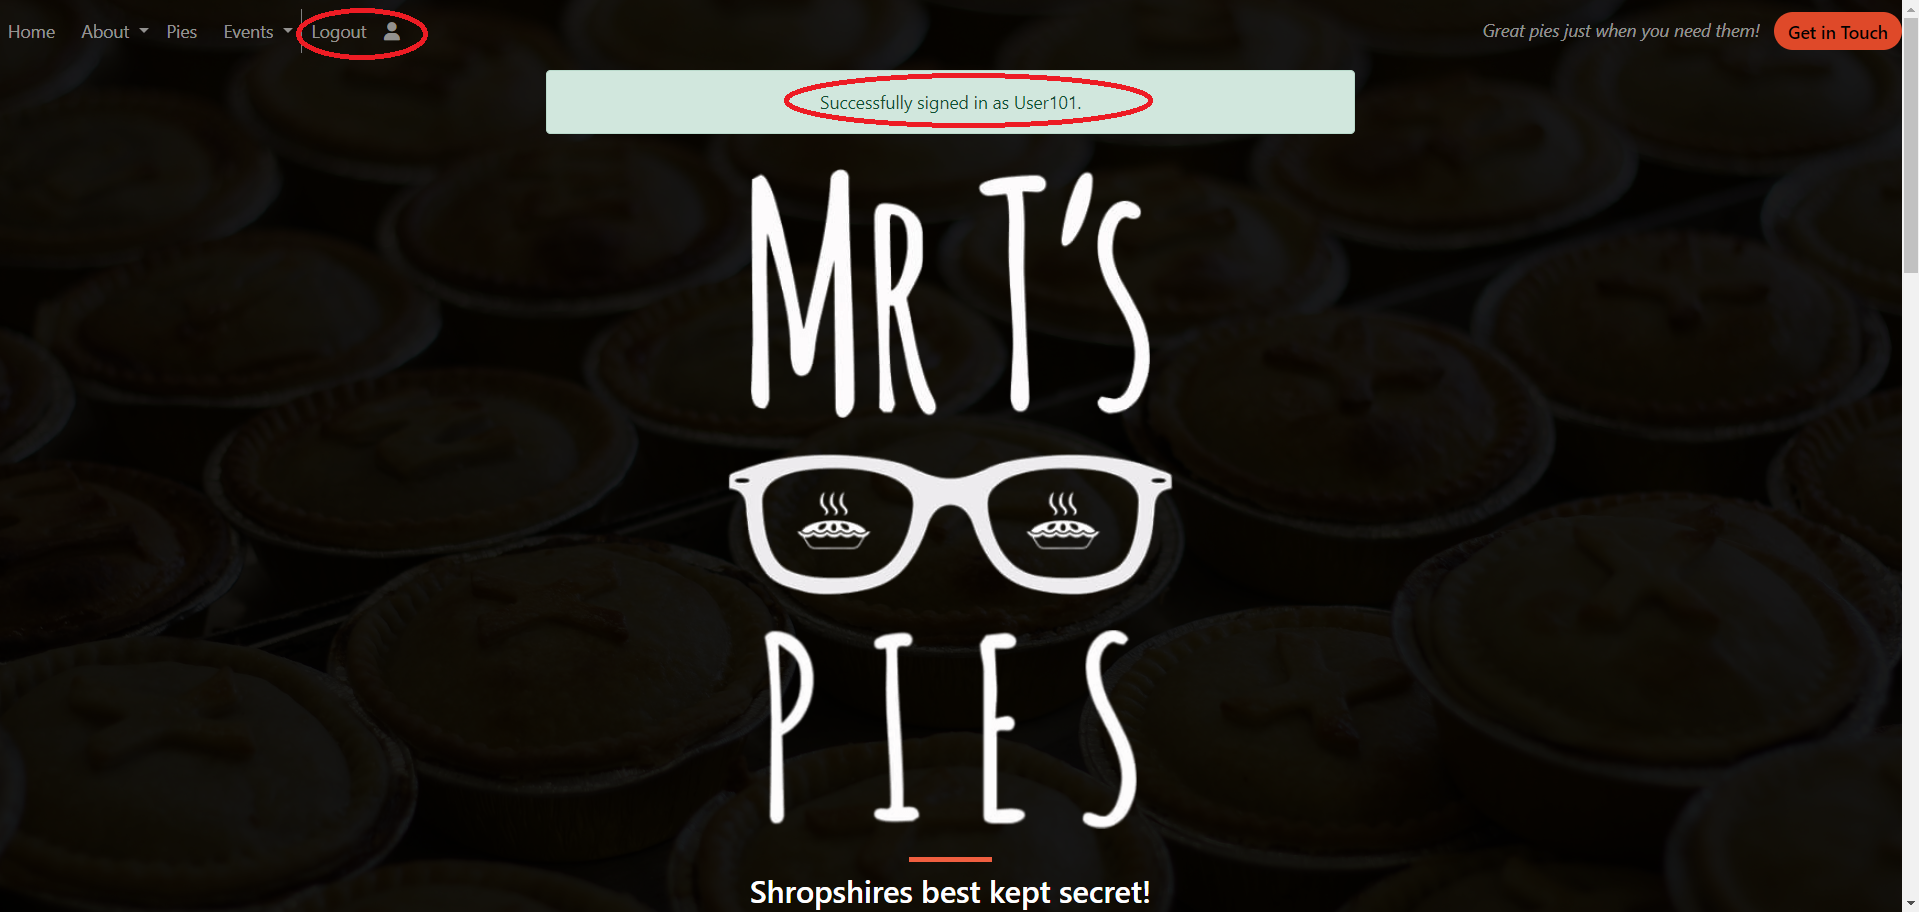 Home About Pies Events Logout Great pies just when you need them! Get in Touch
Successfully signed in as User101.
MR T'S
PIES
Shropshires best kept secret!